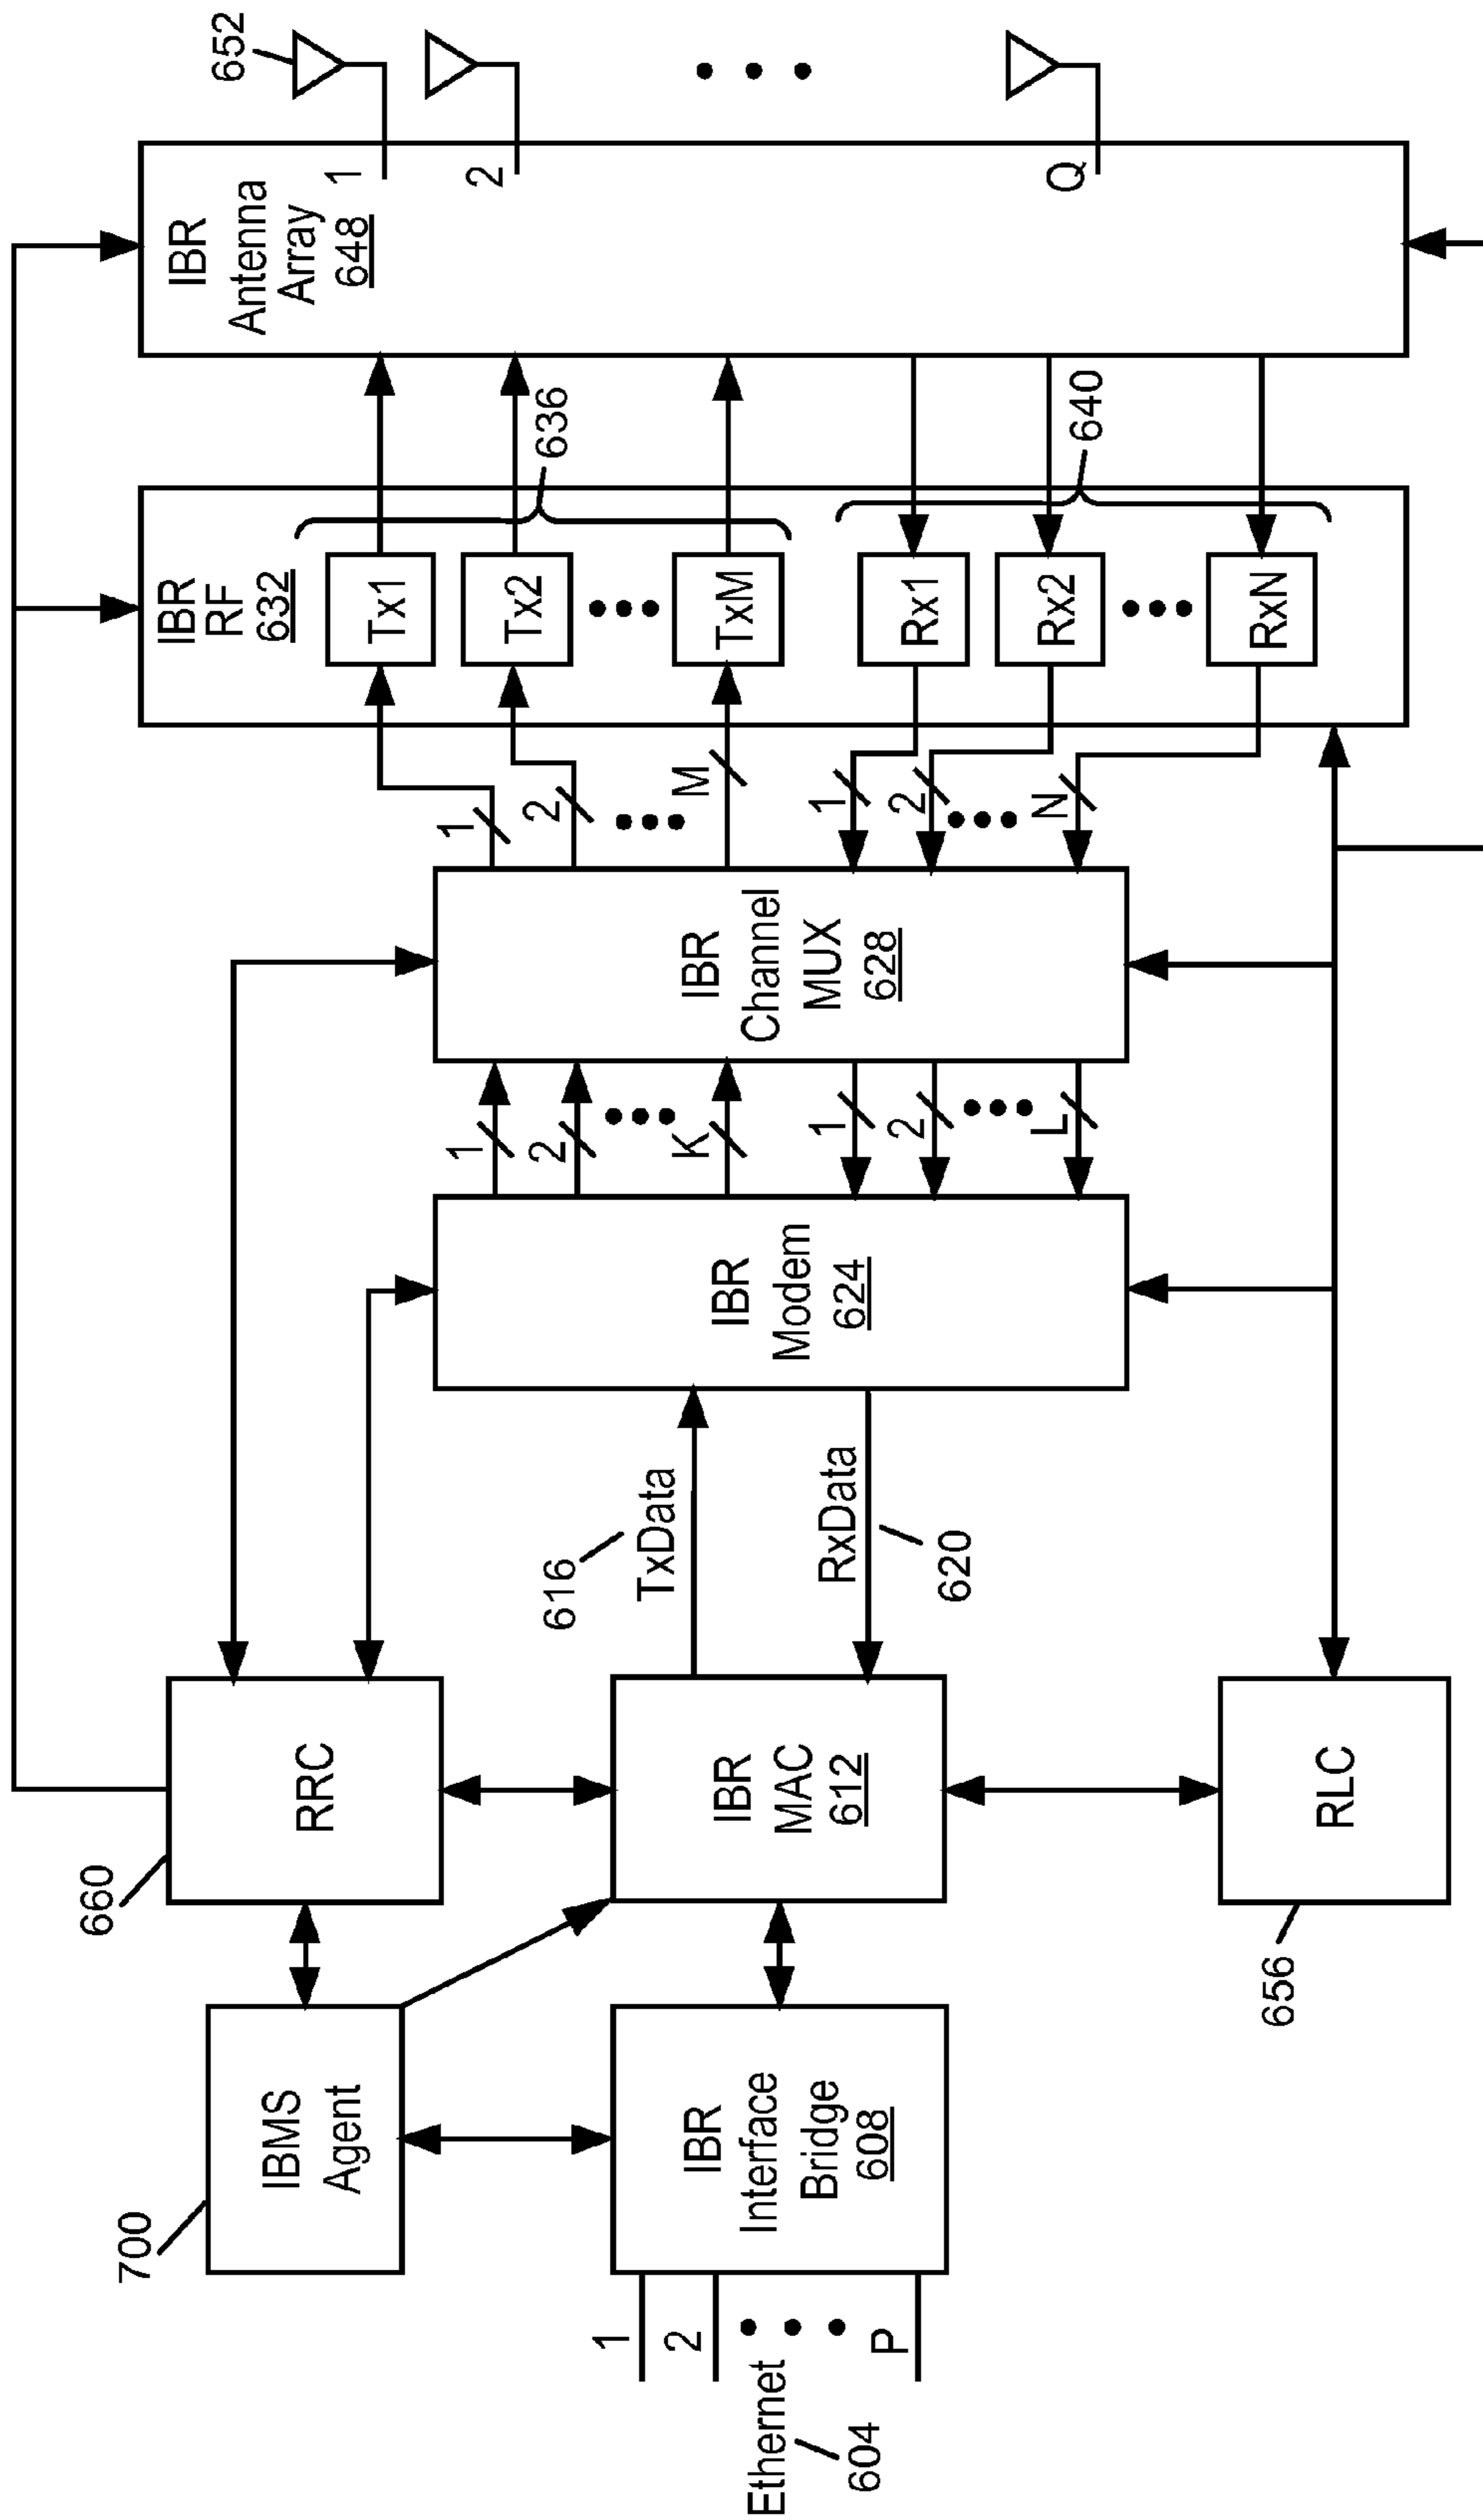 652
IBR
Antenna
Array
648
1
2
Q
636
640
IBR
RF
632
Tx1
Tx2
TxM
Rx1
Rx2
RxN
1
2
M
1
2
N
IBR
Channel
MUX
628
1
2
K
1
2
L
IBR
Modem
624
616
TxData
RxData
620
660
RRC
IBR
MAC
612
RLC
656
700
IBMS
Agent
IBR
Interface
Bridge
608
1
2
P
Ethernet
604